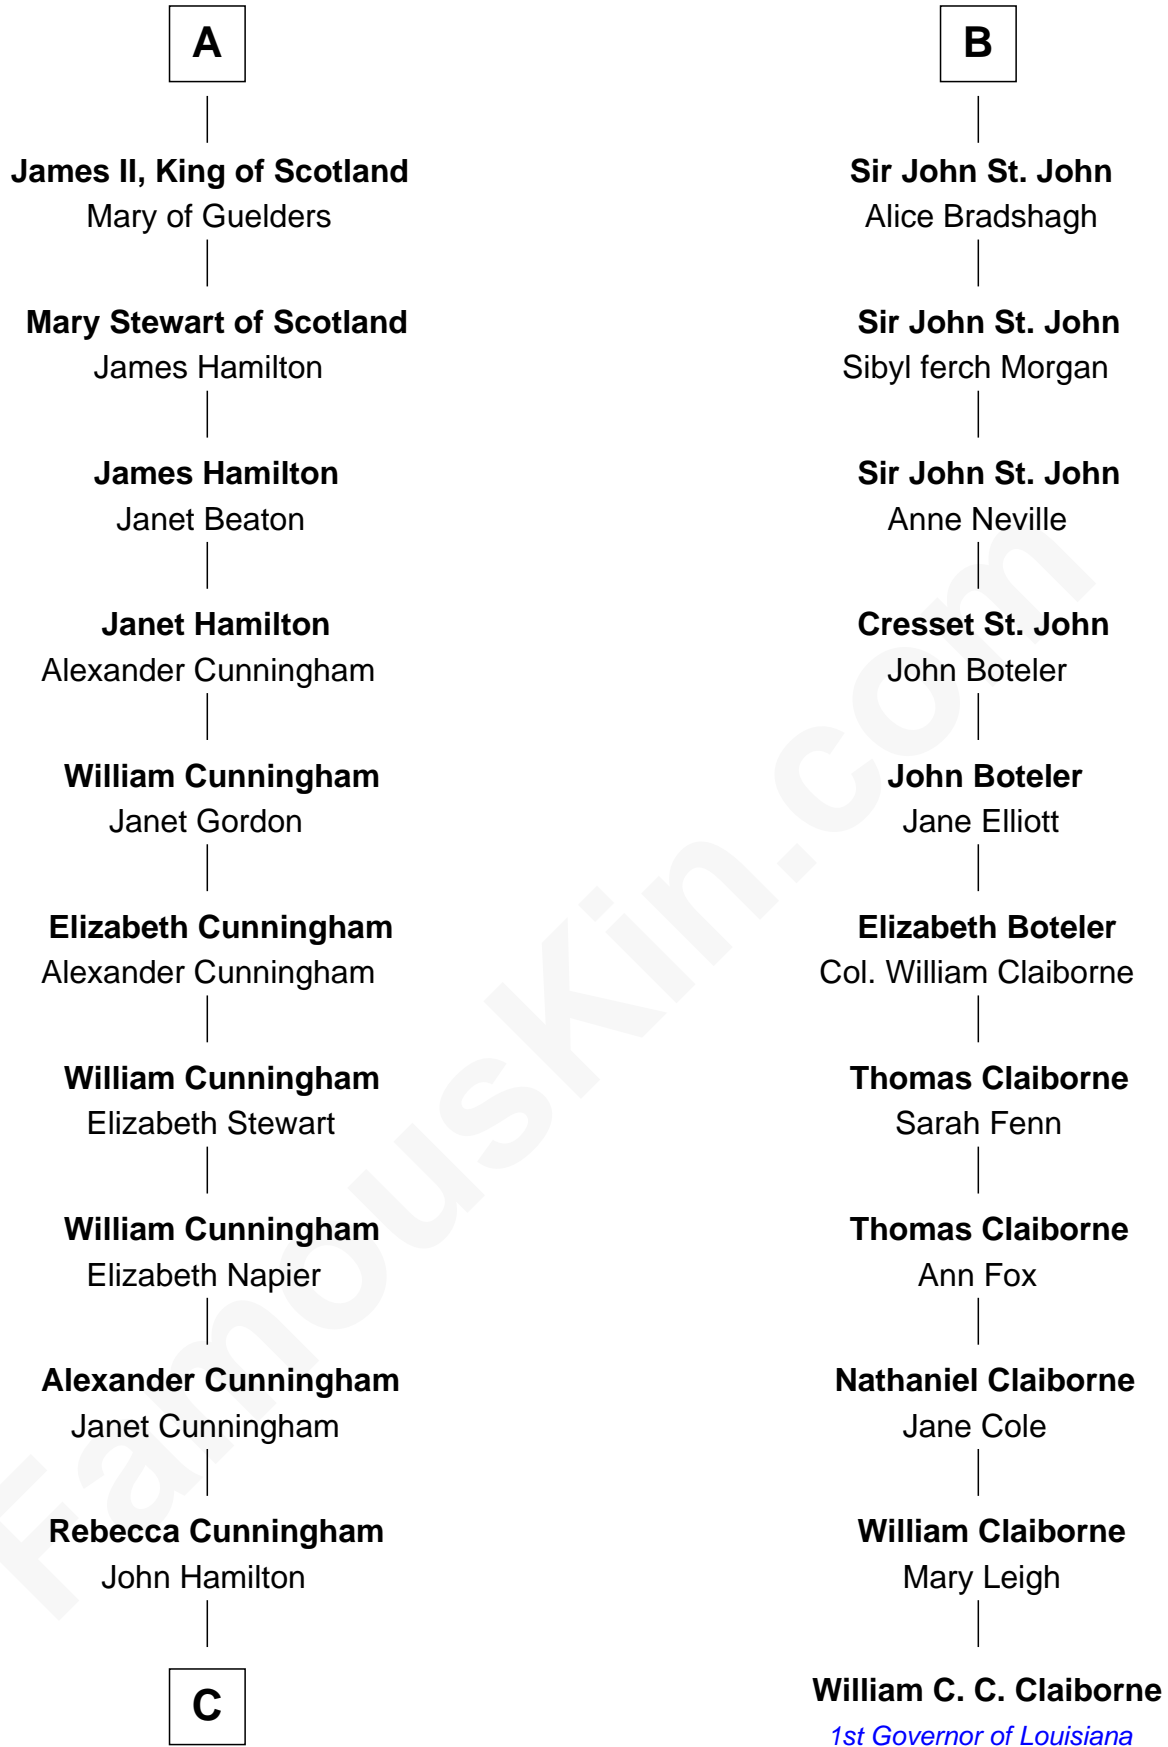 A
James II, King of Scotland
Mary of Guelders
Mary Stewart of Scotland
James Hamilton
James Hamilton
Janet Beaton
Janet Hamilton
Alexander Cunningham
William Cunningham
Janet Gordon
Elizabeth Cunningham
Alexander Cunningham
William Cunningham
Elizabeth Stewart
William Cunningham
Elizabeth Napier
Alexander Cunningham
Janet Cunningham
Rebecca Cunningham
John Hamilton
C
B
Sir John St. John
Alice Bradshagh
Sir John St. John
Sibyl ferch Morgan
Sir John St. John
Anne Neville
Cresset St. John
John Boteler
John Boteler
Jane Elliott
Elizabeth Boteler
Col. William Claiborne
Thomas Claiborne
Sarah Fenn
Thomas Claiborne
Ann Fox
Nathaniel Claiborne
Jane Cole
William Claiborne
Mary Leigh
William C. C. Claiborne
1st Governor of Louisiana
FamousKin.com